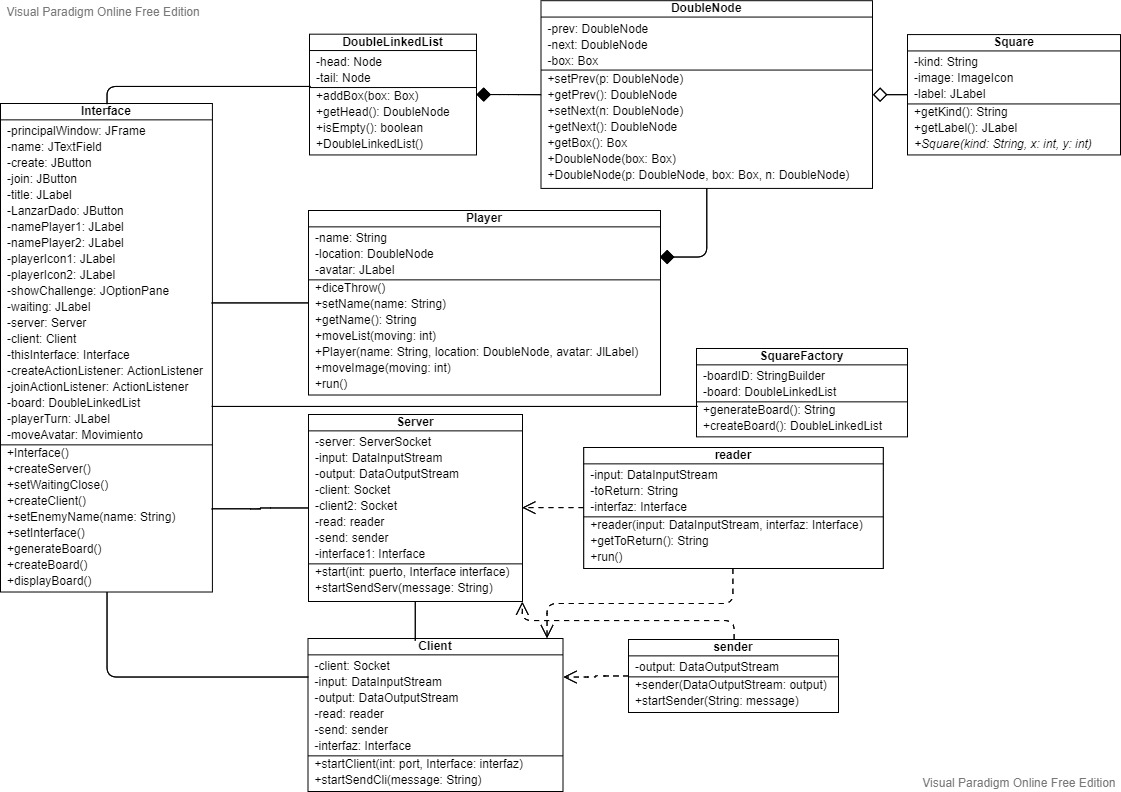 Visual Paradigm Online Free Edition
DoubleLinkedList
-head: Node
-tail: Node
+addBox(box: Box)
+getHead(): DoubleNode
+isEmpty(): boolean
+DoubleLinkedList()
DoubleNode
-prev: DoubleNode
-next: DoubleNode
-box: Box
+setPrev(p: DoubleNode)
+getPrev(): DoubleNode
+setNext(n: DoubleNode)
+getNext(): DoubleNode
+getBox(): Box
+DoubleNode(box: Box)
+DoubleNode(p: DoubleNode, box: Box, n: DoubleNode)
Square
-kind: String
-image: ImageIcon
-label: JLabel
+getKind(): String
+getLabel(): JLabel
+Square(kind: String, x: int, y: int)
Interface
-principalWindow: JFrame
-name: JTextField
-create: JButton
-join: JButton
-title: JLabel
-LanzarDado: JButton
-namePlayer1: JLabel
-namePlayer2: JLabel
-playerIcon1: JLabel
-playerIcon2: JLabel
-showChallenge: JOptionPane
-waiting: JLabel
-server: Server
-client: Client
-thisInterface: Interface
-createActionListener: ActionListener
-joinActionListener: ActionListener
-board: DoubleLinkedList
-playerTurn: JLabel
-moveAvatar: Movimiento
+Interface()
+createServer()
+setWaitingClose()
+createClient()
+setEnemyName(name: String)
+setInterface()
+generateBoard()
+createBoard()
+displayBoard()
Player
-name: String
-location: DoubleNode
-avatar: JLabel
+diceThrow()
+setName(name: String)
+getName(): String
+moveList(moving: int)
+Player(name: String, location: DoubleNode, avatar: JlLabel)
+moveImage(moving: int)
+run()
SquareFactory
-boardID: StringBuilder
-board: DoubleLinkedList
+generateBoard(): String
+createBoard(): DoubleLinkedList
Server
-server: ServerSocket
-input: DataInputStream
-output: DataOutputStream
-client: Socket
-client2: Socket
-read: reader
-send: sender
-interface1: Interface
+start(int: puerto, Interface interface)
+startSendServ(message: String)
reader
-input: DataInputStream
-toReturn: String
-interfaz: Interface
+reader(input: DataInputStream, interfaz: Interface)
+getToReturn(): String
+run()
Client
-client: Socket
-input: DataInputStream
-output: DataOutputStream
-read: reader
-send: sender
-interfaz: Interface
+startClient(int: port, Interface: interfaz)
+startSendCli(message: String)
sender
-output: DataOutputStream
+sender(DataOutputStream: output)
+startSender(String: message)
Visual Paradigm Online Free Edition